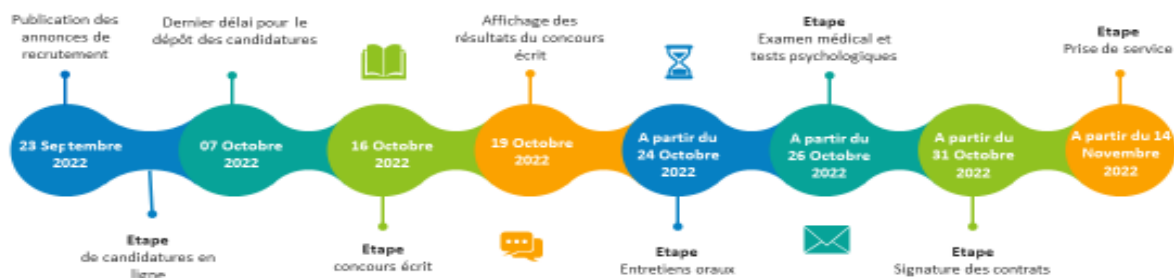 Publication des
annonces de
recrutement
23 Septembre
2022
Etape
de candidatures en
ligne
Dernier délai pour le
dépôt des candidatures
07 Octobre
2022
16 Octobre
2022
Etape
concours écrit
Affichage des
résultats du concours
écrit
19 Octobre
2022
A partir du
24 Octobre
2022
Etape
Entretiens oraux
Etape
Examen médical et
tests psychologiques
A partir du
26 Octobre
2022
A partir du
31 Octobre
2022
Etape
Signature des contrats
Etape
Prise de service
A partir du 14
Novembre
2022